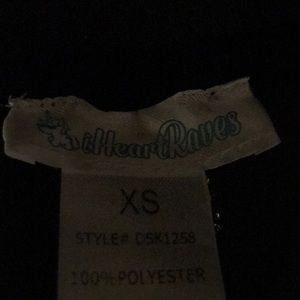 iHeartRaves
XS
STYLE# DSK1258
100% POLYESTER